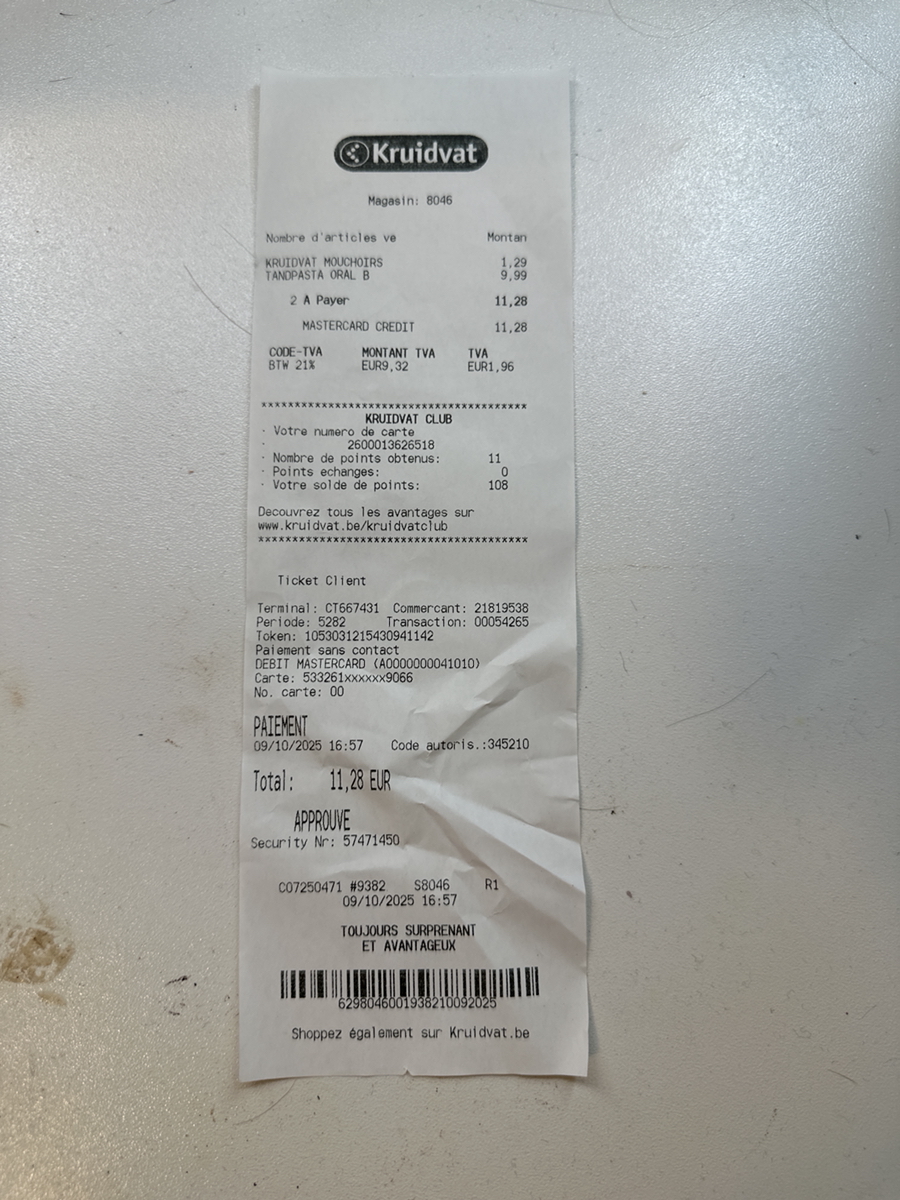 Kruidvat
Magasin: 8046
Nombre d'articles ve Montan
KRUIDVAT MOUCHOIRS 1,29
TANDPASTA ORAL B 9,99
2 A Payer 11,28
MASTERCARD CREDIT 11,28
CODE-TVA MONTANT TVA TVA
BTW 21% EUR9,32 EUR1,96
******************************************
KRUIDVAT CLUB
· Votre numero de carte
· 2600013626518
· Nombre de points obtenus: 11
· Points echanges: 0
· Votre solde de points: 108
Decouvrez tous les avantages sur
www.kruidvat.be/kruidvatclub
******************************************
Ticket Client
Terminal: CT667431 Commercant: 21819538
Periode: 5282 Transaction: 00054265
Token: 1053031215430941142
Paiement sans contact
DEBIT MASTERCARD (A0000000041010)
Carte: 533261xxxxxx9066
No. carte: 00
PAIEMENT
09/10/2025 16:57 Code autoris.:345210
Total: 11,28 EUR
APPROUVE
Security Nr: 57471450
C07250471 #9382 S8046 R1
09/10/2025 16:57
TOUJOURS SURPRENANT
ET AVANTAGEUX
6298046001938210092025
Shoppez également sur Kruidvat.be